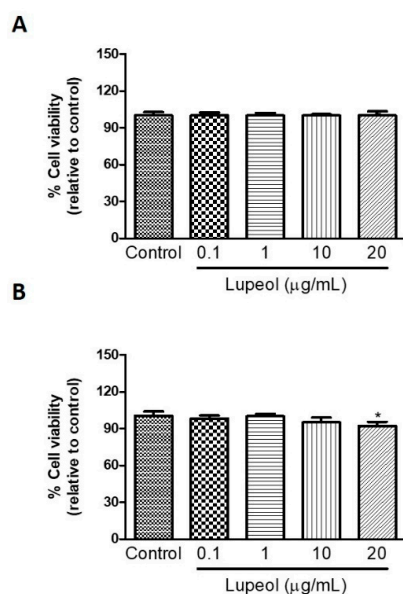 A
% Cell viability
(relative to control)
150
120
90
60
30
0
Control 0.1 1 10 20
Lupeol (μg/mL)
B
% Cell viability
(relative to control)
150
120
90
60
30
0
*
Control 0.1 1 10 20
Lupeol (μg/mL)